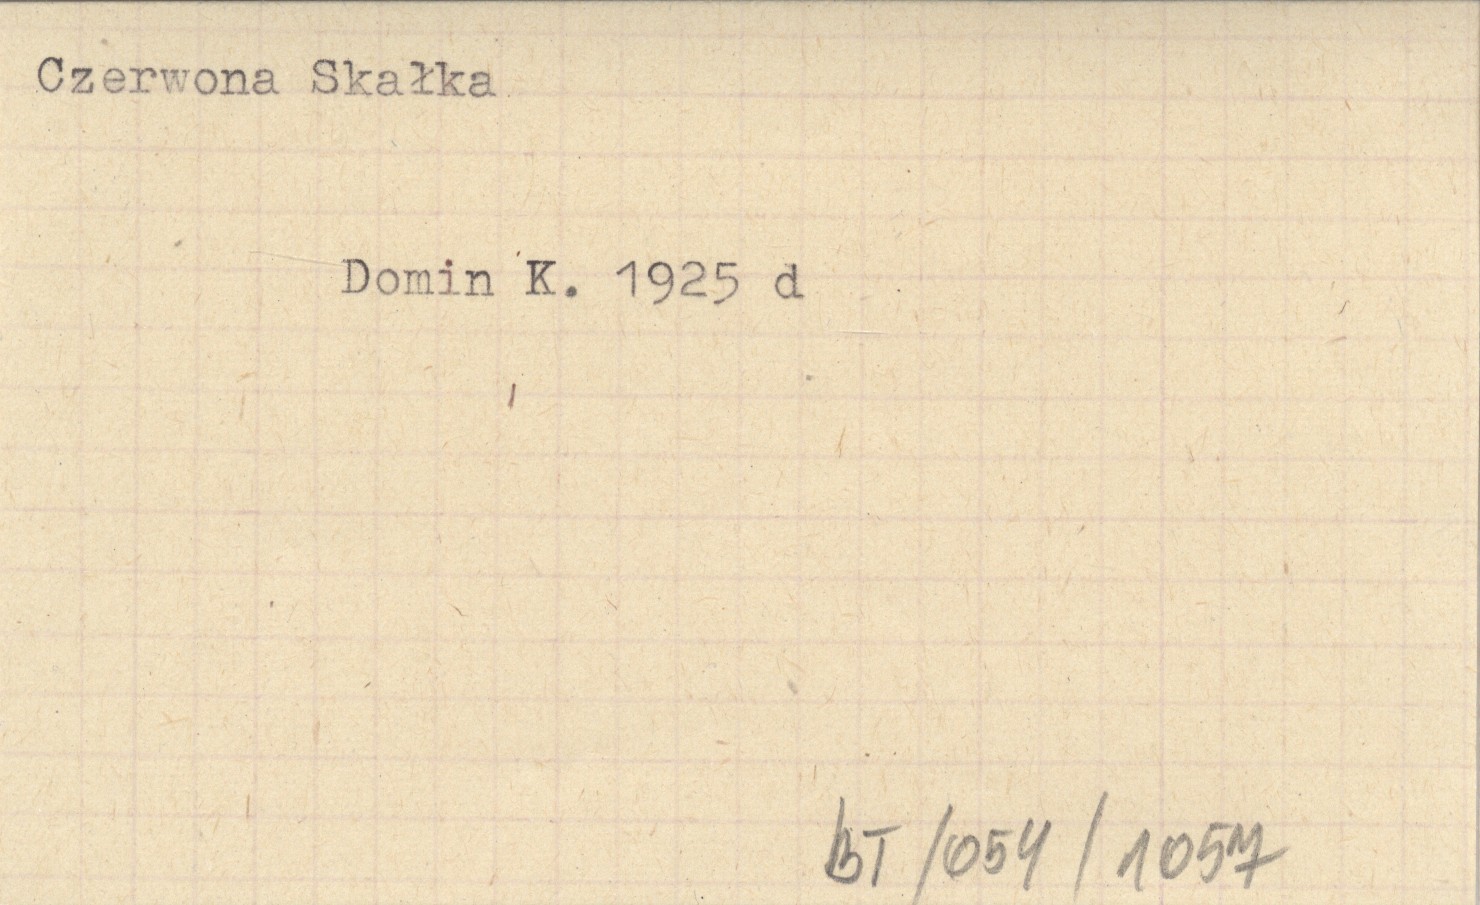 Czerwona Skałka
Domin K. 1925 d
BT/054/1057